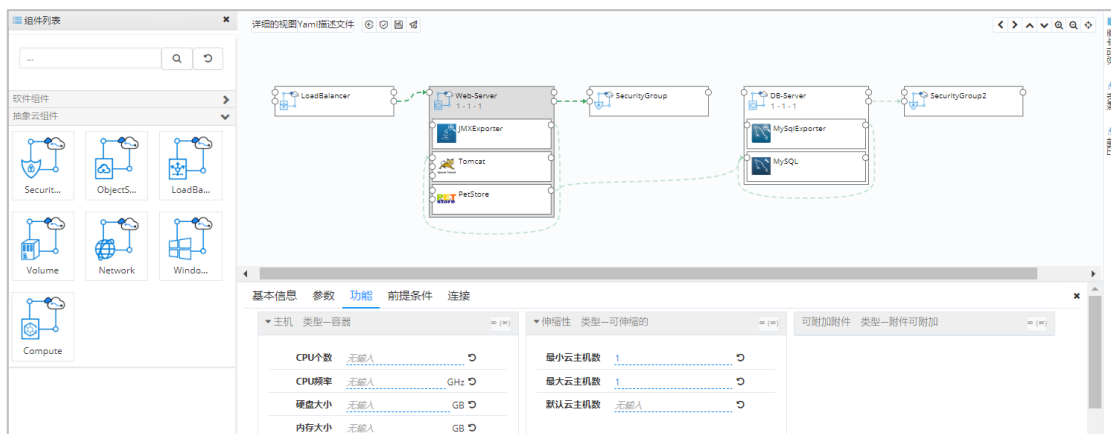 组件列表
详细的视图Yaml描述文件
...
软件组件
抽象云组件
Securit...
ObjectS...
LoadBa...
Volume
Network
Windo...
Compute
LoadBalancer
Web-Server
1 - 1 - 1
SecurityGroup
DB-Server
1 - 1 - 1
SecurityGroup2
JMXExporter
Tomcat
PetStore
MySqlExporter
MySQL
基本信息 参数 功能 前提条件 连接
主机 类型—容器
CPU个数 无输入
CPU频率 无输入 GHz
硬盘大小 无输入 GB
内存大小 无输入 GB
伸缩性 类型—可伸缩的
最小云主机数 1
最大云主机数 1
默认云主机数 无输入
可附加附件 类型—附件可附加